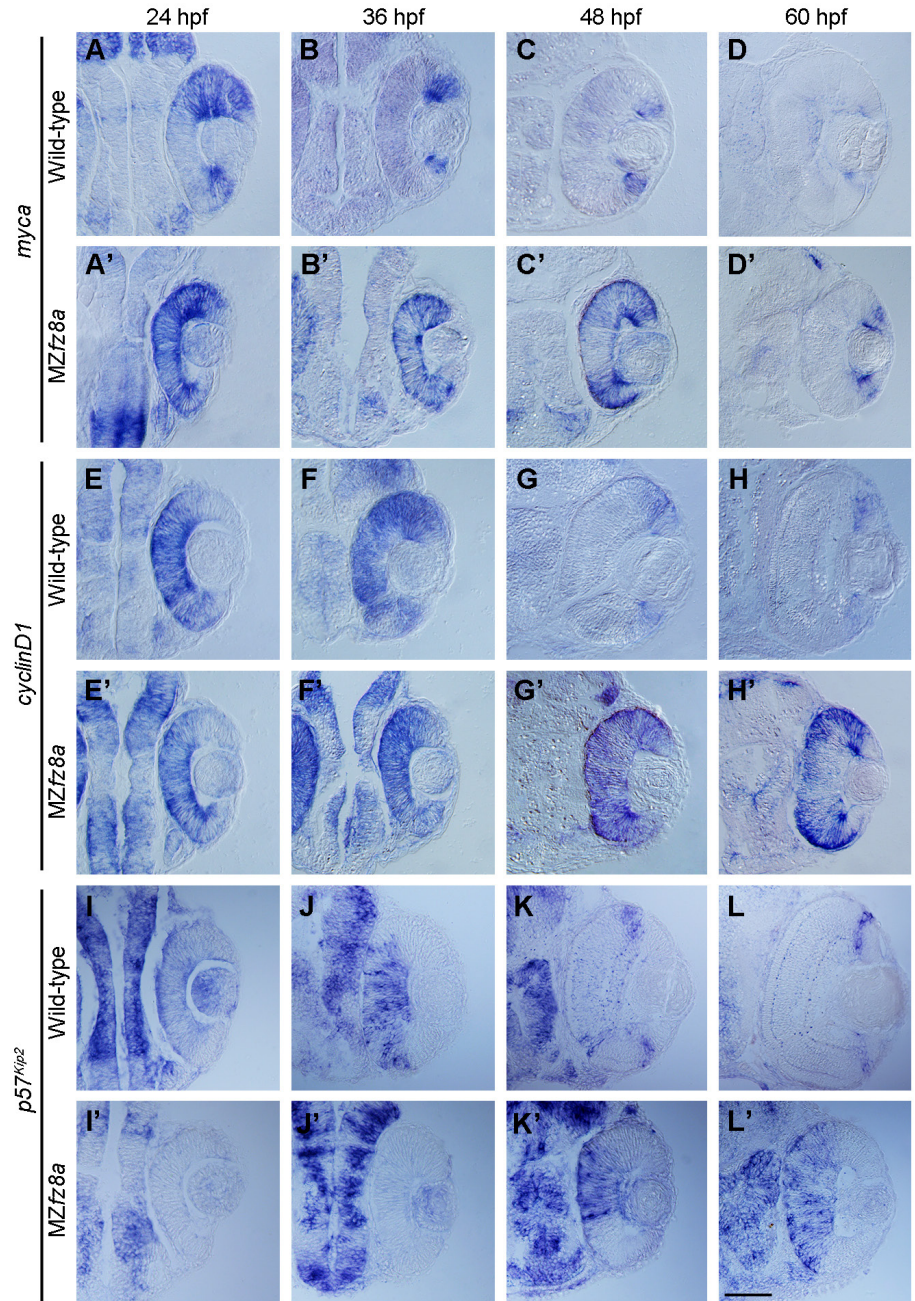 24 hpf 36 hpf 48 hpf 60 hpf
myca
Wild-type
A B C D
MZfz8a
A’ B’ C’ D’
cyclinD1
Wild-type
E F G H
MZfz8a
E’ F’ G’ H’
p57Kip2
Wild-type
I J K L
MZfz8a
I’ J’ K’ L’